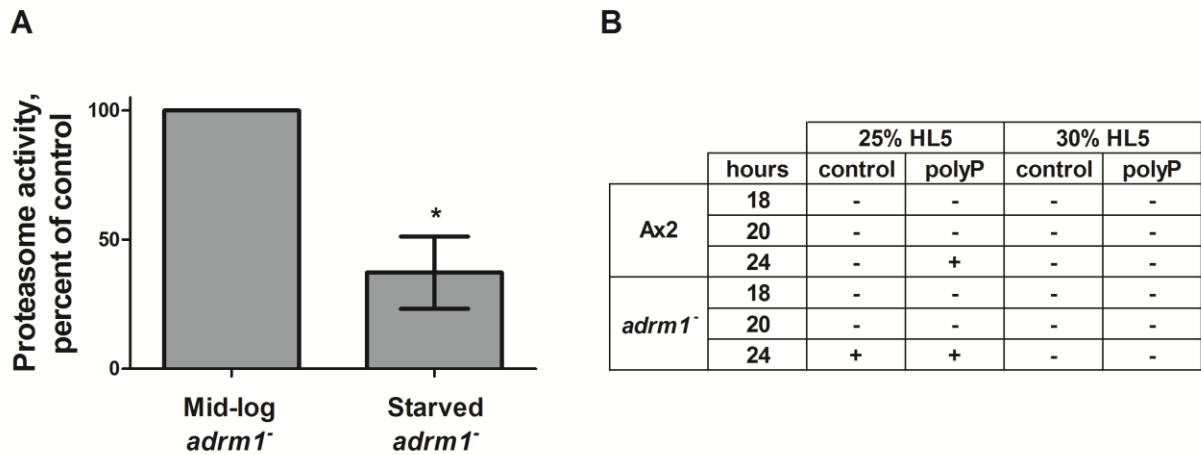 A
Proteasome activity,
percent of control
100
50
0
*
Mid-log
adrm1-
Starved
adrm1-
B
25% HL5 30% HL5
hours control polyP control polyP
Ax2
18 - - - -
20 - - - -
24 - + - -
adrm1-
18 - - - -
20 - - - -
24 + + - -